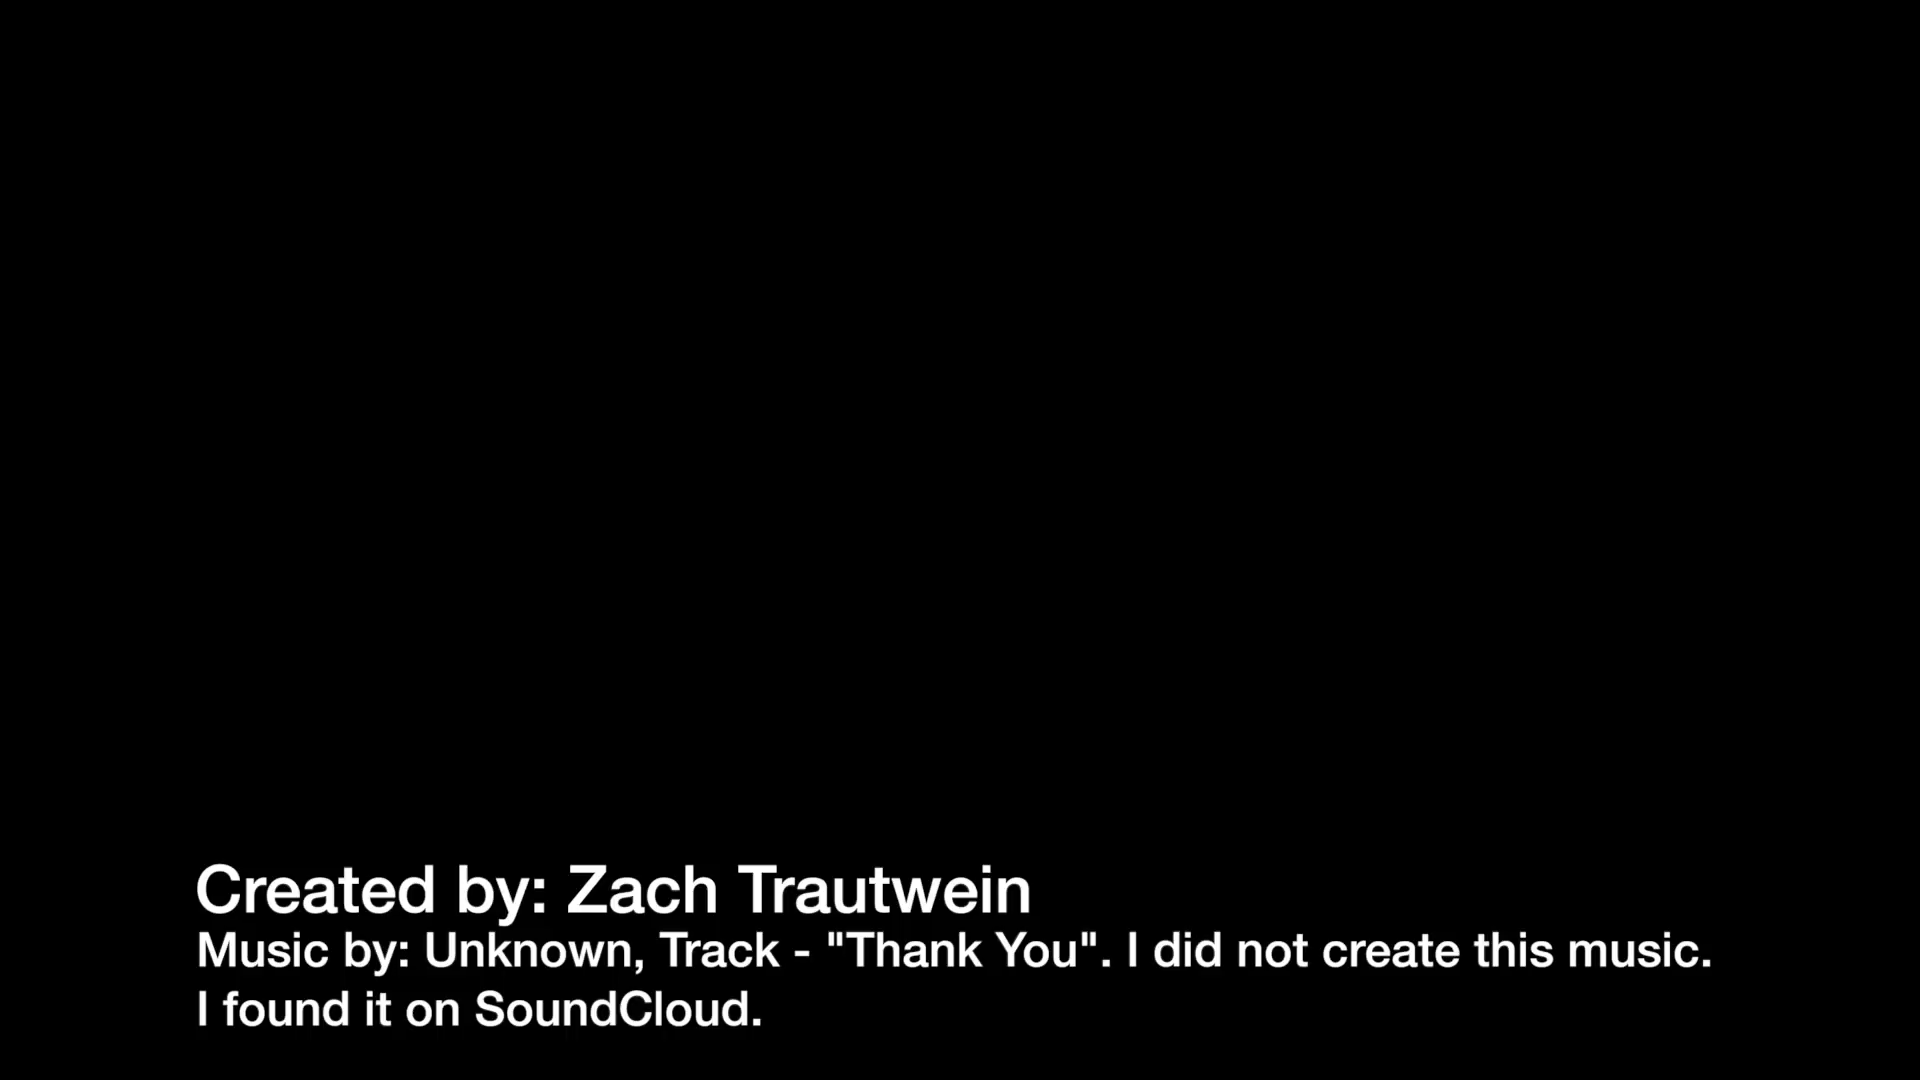 Created by: Zach Trautwein
Music by: Unknown, Track - "Thank You". I did not create this music.
I found it on SoundCloud.